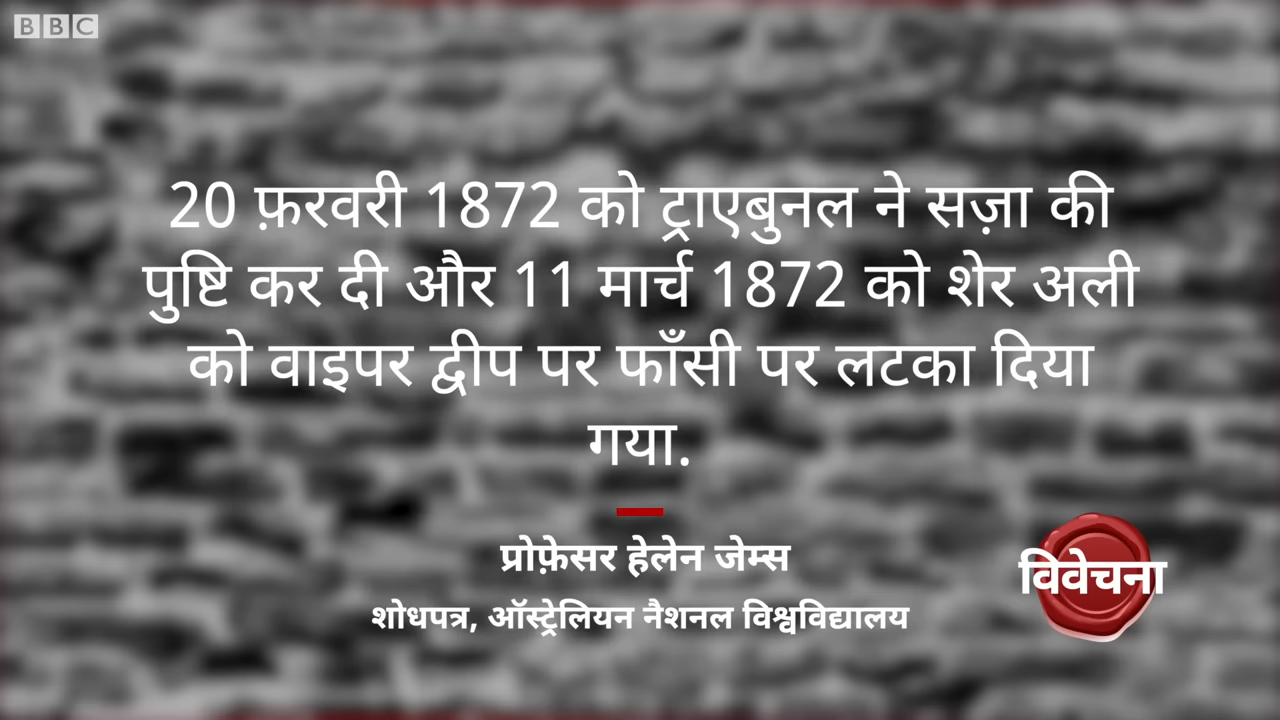 BBC
20 फ़रवरी 1872 को ट्राएबुनल ने सज़ा की
पुष्टि कर दी और 11 मार्च 1872 को शेर अली
को वाइपर द्वीप पर फाँसी पर लटका दिया
गया.
प्रोफ़ेसर हेलेन जेम्स
शोधपत्र, ऑस्ट्रेलियन नैशनल विश्वविद्यालय
विवेचना